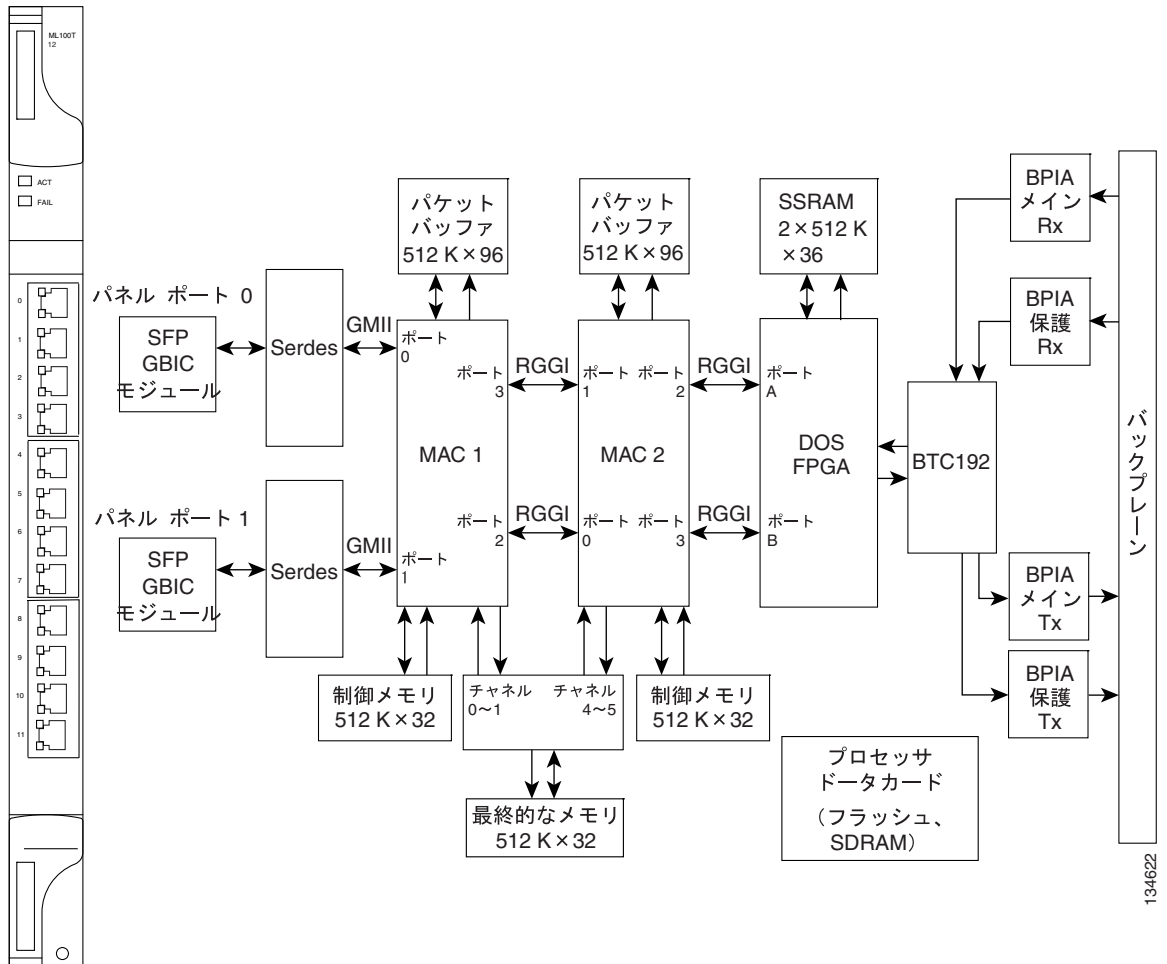 ML100T
12
ACT
FAIL
0
1
2
3
4
5
6
7
8
9
10
11
パネル ポート 0
SFP
GBIC
モジュール
Serdes
GMII
パネル ポート 1
SFP
GBIC
モジュール
Serdes
GMII
パケット
バッファ
512 K×96
ポート
0
ポート
3
MAC 1
ポート
2
ポート
1
RGGI
RGGI
パケット
バッファ
512 K×96
ポート
1
ポート
2
MAC 2
ポート
0
ポート
3
RGGI
RGGI
SSRAM
2×512 K
×36
ポート
A
DOS
FPGA
ポート
B
BTC192
BPIA
メイン
Rx
BPIA
保護
Rx
BPIA
メイン
Tx
BPIA
保護
Tx
バックプレーン
制御メモリ
512 K×32
チャネル
0～1
チャネル
4～5
制御メモリ
512 K×32
最終的なメモリ
512 K×32
プロセッサ
ドータカード
（フラッシュ、
SDRAM）
134622